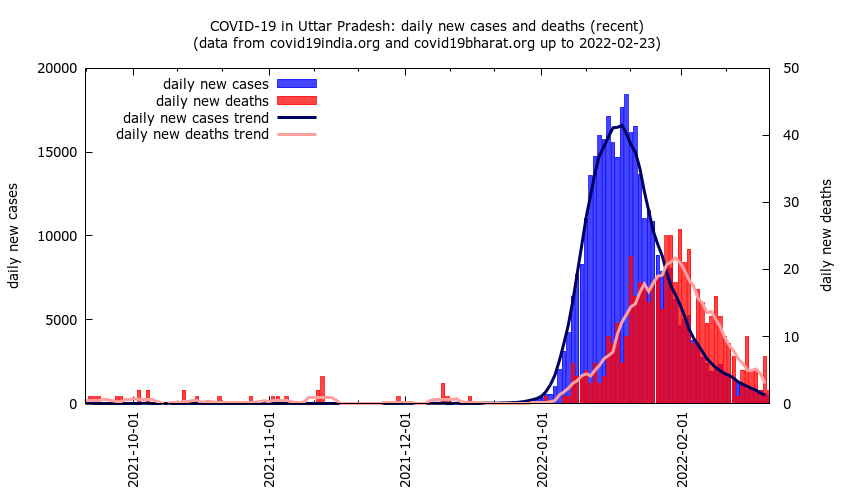 COVID-19 in Uttar Pradesh: daily new cases and deaths (recent)
(data from covid19india.org and covid19bharat.org up to 2022-02-23)
daily new cases
daily new deaths
daily new cases trend
daily new deaths trend
20000
15000
10000
5000
0
daily new cases
50
40
30
20
10
0
daily new deaths
2021-10-01
2021-11-01
2021-12-01
2022-01-01
2022-02-01